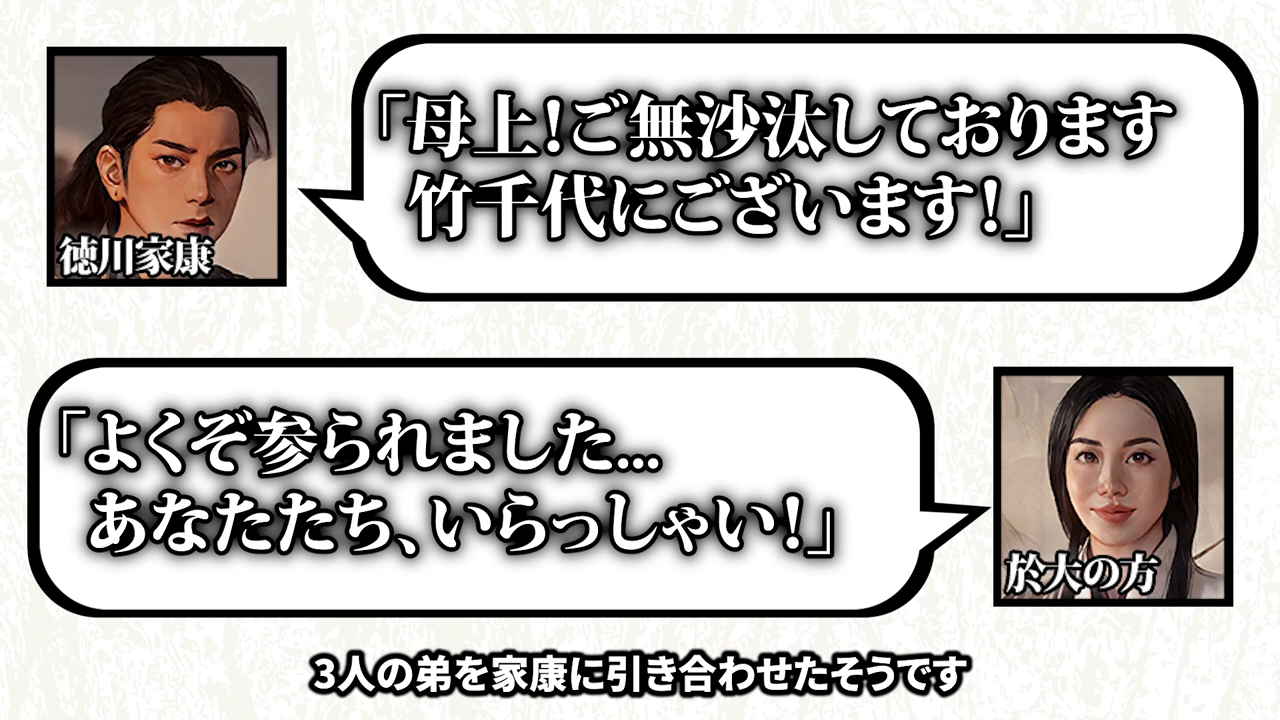 「母上!ご無沙汰しております
竹千代にございます!」
徳川家康
「よくぞ参られました...
あなたたち、いらっしゃい!」
於大の方
3人の弟を家康に引き合わせたそうです